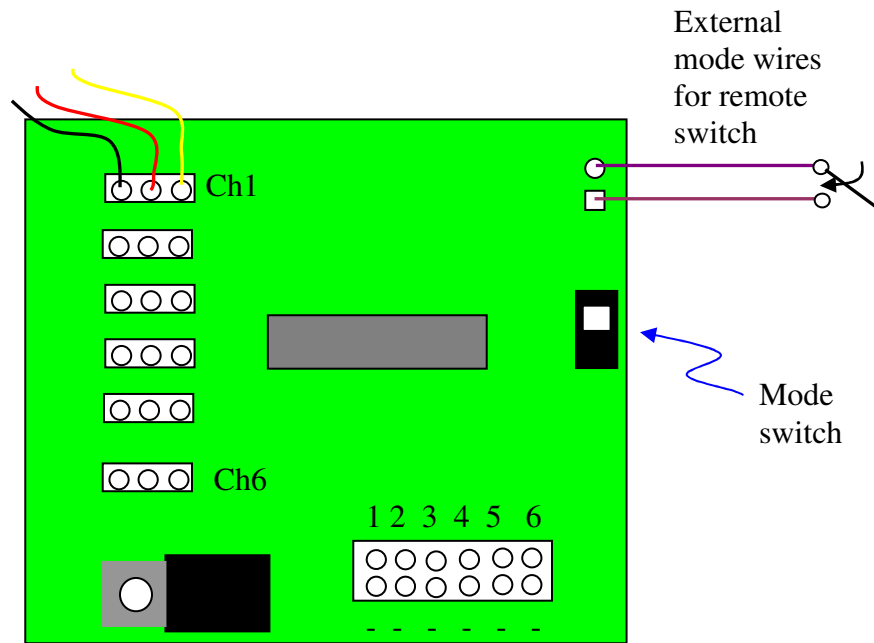 External
mode wires
for remote
switch
Ch1
Mode
switch
Ch6
1 2 3 4 5 6
- - - - - -